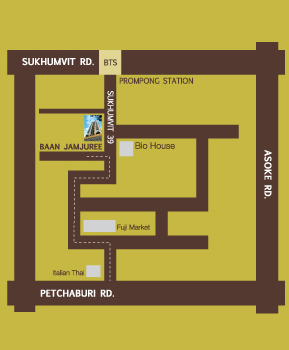 SUKHUMVIT RD.
BTS
PROMPONG STATION
SUKHUMVIT 39
BAAN JAMJUREE
Bio House
ASOKE RD.
Fuji Market
Italian Thai
PETCHABURI RD.